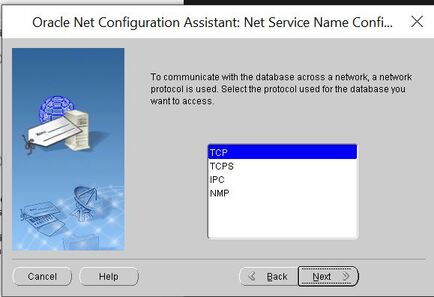 Oracle Net Configuration Assistant: Net Service Name Confi...
To communicate with the database across a network, a network
protocol is used. Select the protocol used for the database you
want to access.
TCP
TCPS
IPC
NMP
Cancel
Help
Back
Next